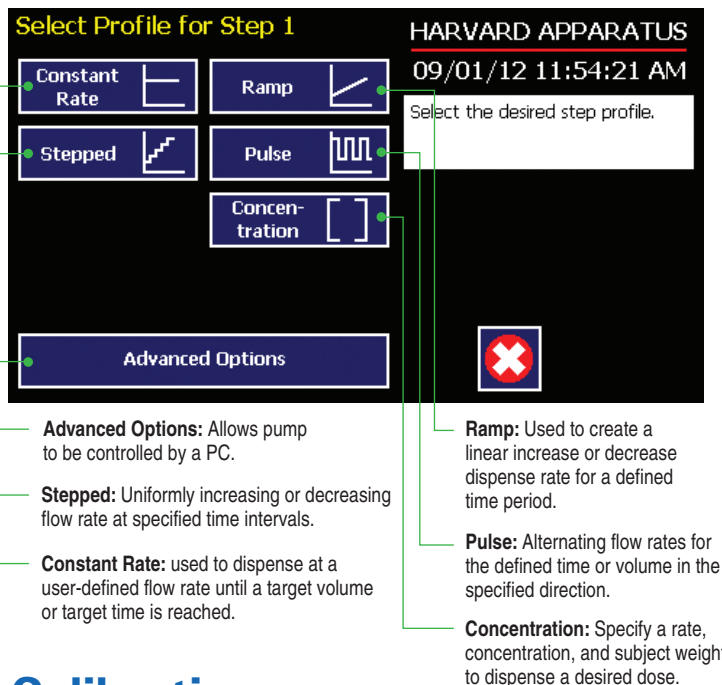 Select Profile for Step 1
HARVARD APPARATUS
09/01/12 11:54:21 AM
Select the desired step profile.
Constant
Rate
Ramp
Stepped
Pulse
Concen-
tration
Advanced Options
Advanced Options: Allows pump
to be controlled by a PC.
Stepped: Uniformly increasing or decreasing
flow rate at specified time intervals.
Constant Rate: used to dispense at a
user-defined flow rate until a target volume
or target time is reached.
Ramp: Used to create a
linear increase or decrease
dispense rate for a defined
time period.
Pulse: Alternating flow rates for
the defined time or volume in the
specified direction.
Concentration: Specify a rate,
concentration, and subject weight
to dispense a desired dose.